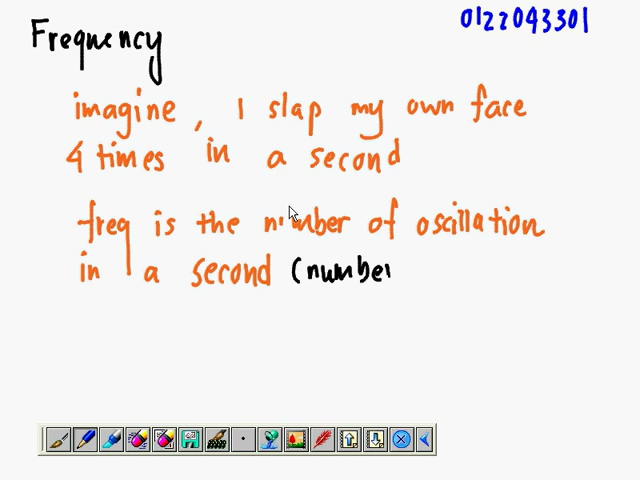 Frequency
0122043301
imagine, I slap my own face
4 times in a second
freq is the number of oscillation
in a second (number